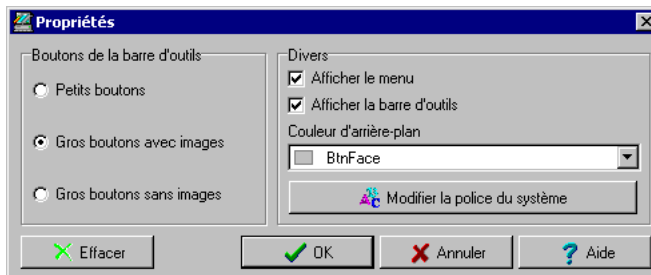 Propriétés
Boutons de la barre d'outils
Petits boutons
Gros boutons avec images
Gros boutons sans images
Divers
Afficher le menu
Afficher la barre d'outils
Couleur d'arrière-plan
BtnFace
Modifier la police du système
Effacer
OK
Annuler
Aide